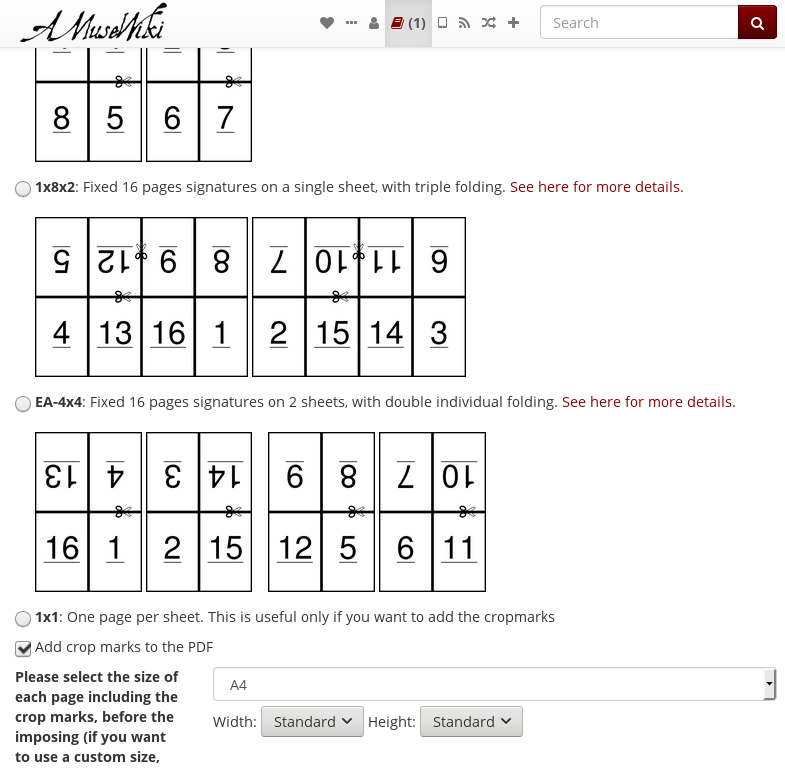 AMuseWiki
(1)
Search
8 5 6 7
1x8x2: Fixed 16 pages signatures on a single sheet, with triple folding. See here for more details.
5 12 9 8 7 10 11 6
4 13 16 1 2 15 14 3
EA-4x4: Fixed 16 pages signatures on 2 sheets, with double individual folding. See here for more details.
13 4 3 14 9 8 7 10
16 1 2 15 12 5 6 11
1x1: One page per sheet. This is useful only if you want to add the cropmarks
Add crop marks to the PDF
Please select the size of
each page including the
crop marks, before the
imposing (if you want
to use a custom size,
A4
Width: Standard Height: Standard